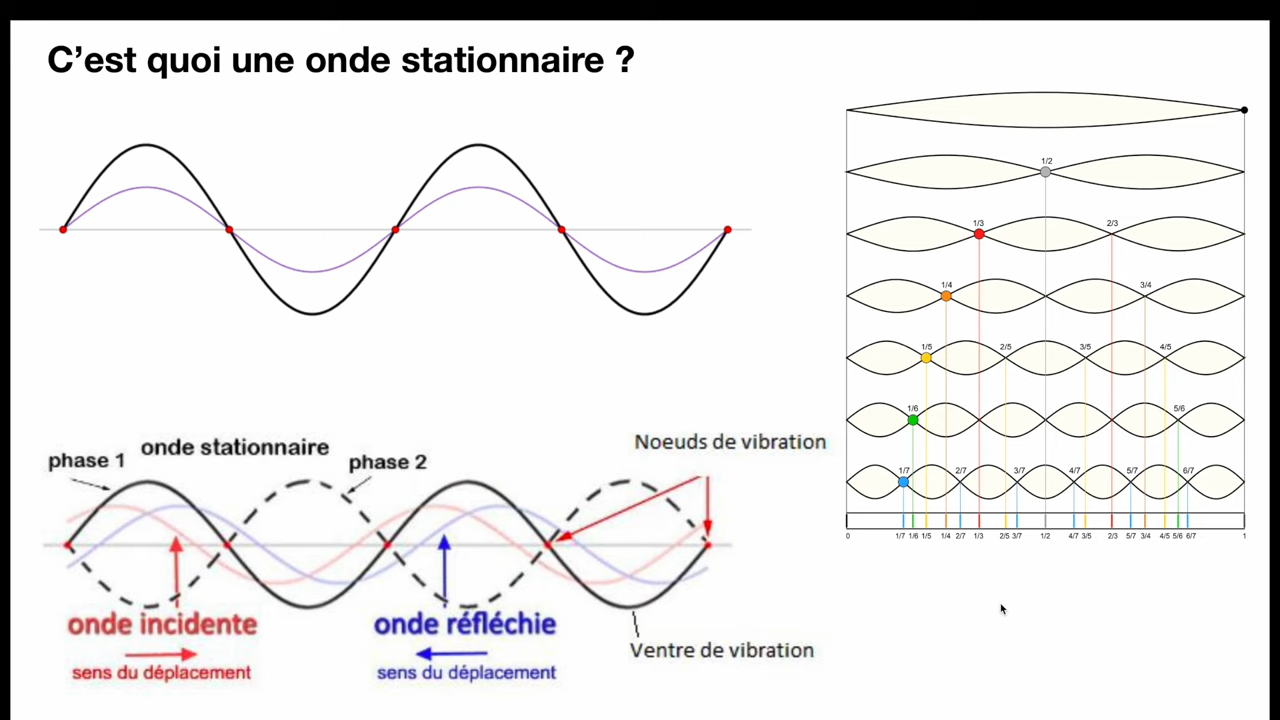 C'est quoi une onde stationnaire ?
1/2
1/3
2/3
1/4
3/4
1/5
2/5
3/5
4/5
1/6
5/6
1/7
2/7
3/7
4/7
5/7
6/7
0 1/7 1/6 1/5 1/4 2/7 1/3 2/5 3/7 1/2 4/7 3/5 2/3 5/7 3/4 4/5 5/6 6/7 1
onde stationnaire
phase 1
phase 2
Noeuds de vibration
onde incidente
sens du déplacement
onde réfléchie
sens du déplacement
Ventre de vibration